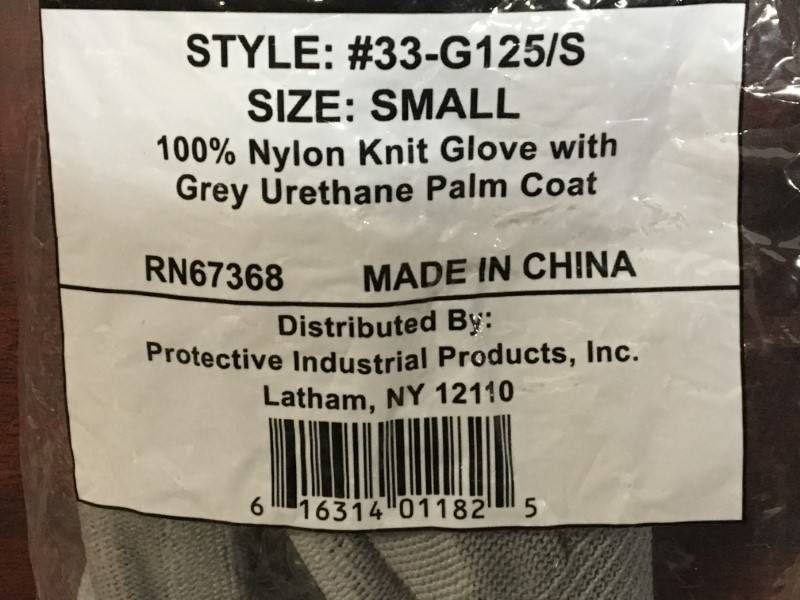 STYLE: #33-G125/S
SIZE: SMALL
100% Nylon Knit Glove with
Grey Urethane Palm Coat
RN67368 MADE IN CHINA
Distributed By:
Protective Industrial Products, Inc.
Latham, NY 12110
6 16314 01182 5